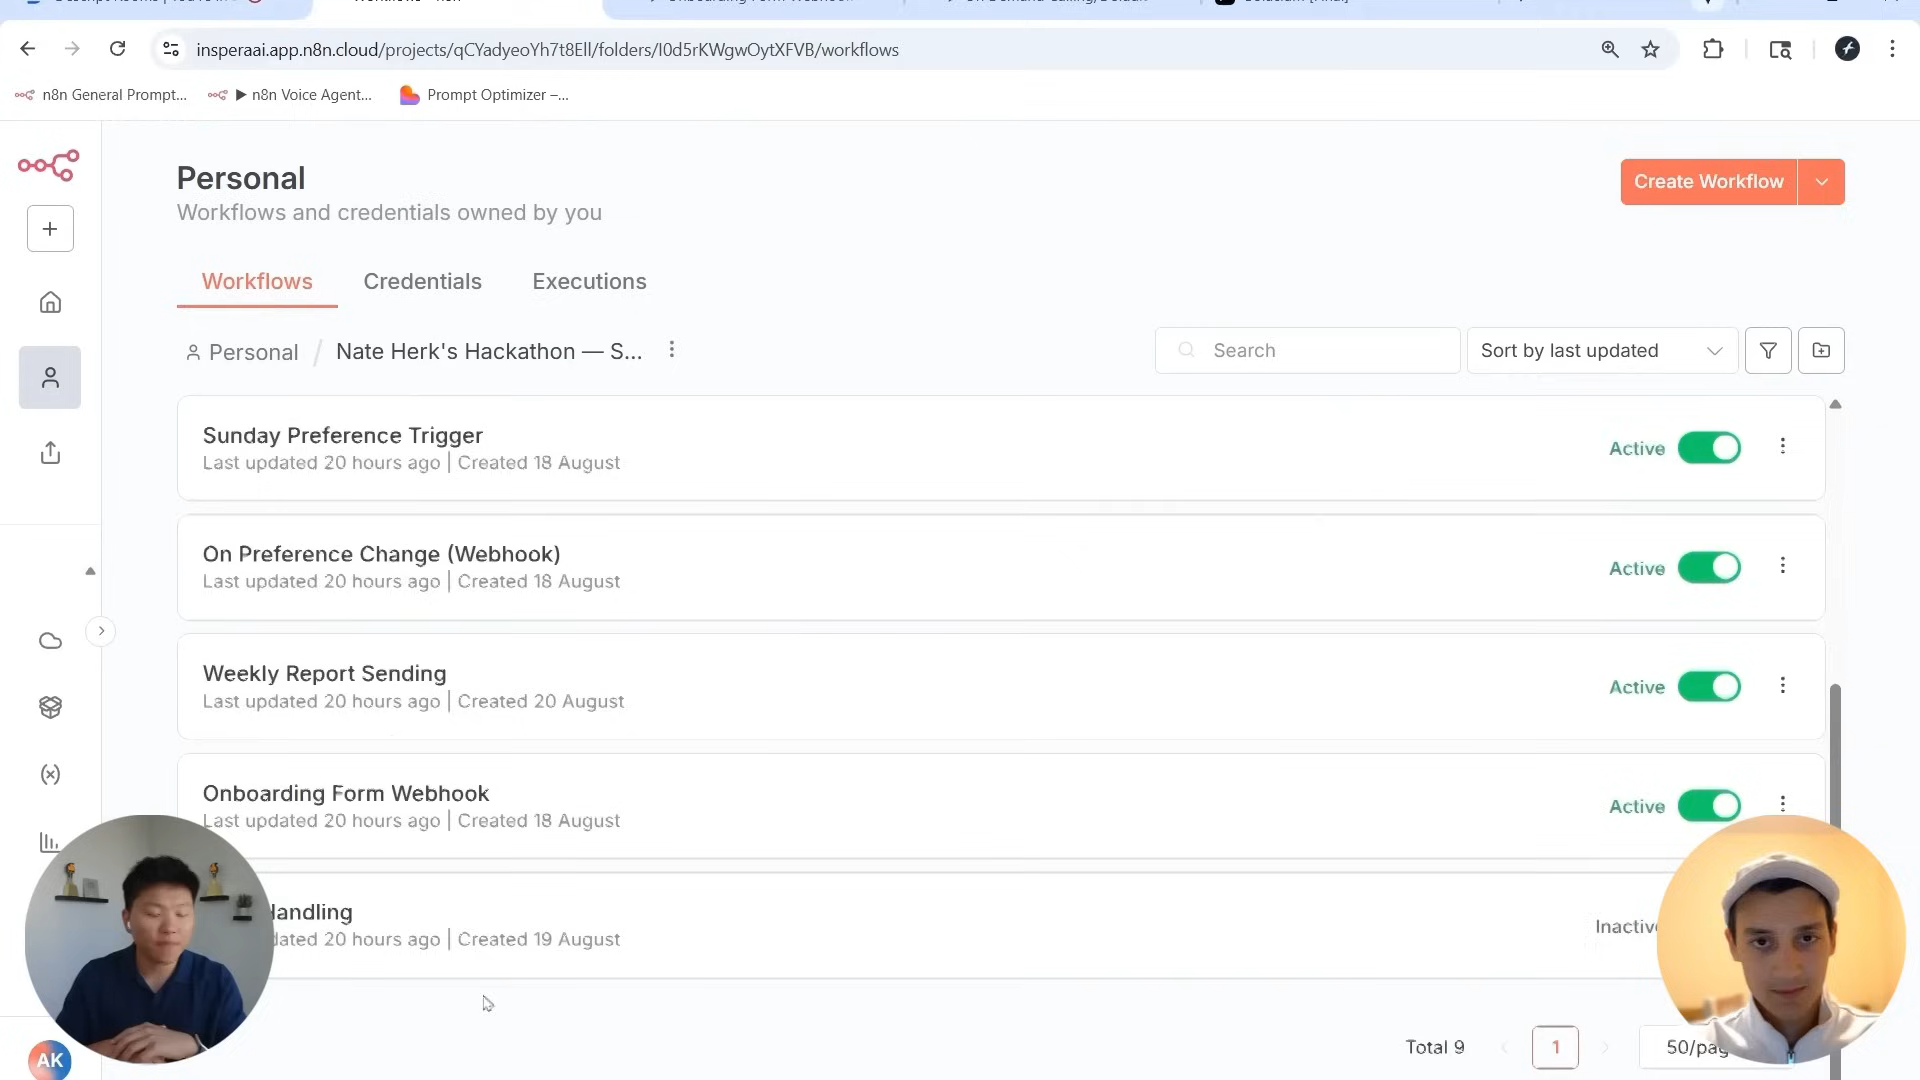 insperaai.app.n8n.cloud/projects/qCYadyeoYh7t8Ell/folders/I0d5rKWgwOytXFVB/workflows
n8n General Prompt... ▶ n8n Voice Agent... Prompt Optimizer –...
Personal
Workflows and credentials owned by you
Create Workflow
Workflows Credentials Executions
Personal / Nate Herk's Hackathon — S...
Search
Sort by last updated
Sunday Preference Trigger
Last updated 20 hours ago | Created 18 August
Active
On Preference Change (Webhook)
Last updated 20 hours ago | Created 18 August
Active
Weekly Report Sending
Last updated 20 hours ago | Created 20 August
Active
Onboarding Form Webhook
Last updated 20 hours ago | Created 18 August
Active
Handling
dated 20 hours ago | Created 19 August
Inactive
Total 9
1
50/pag
AK